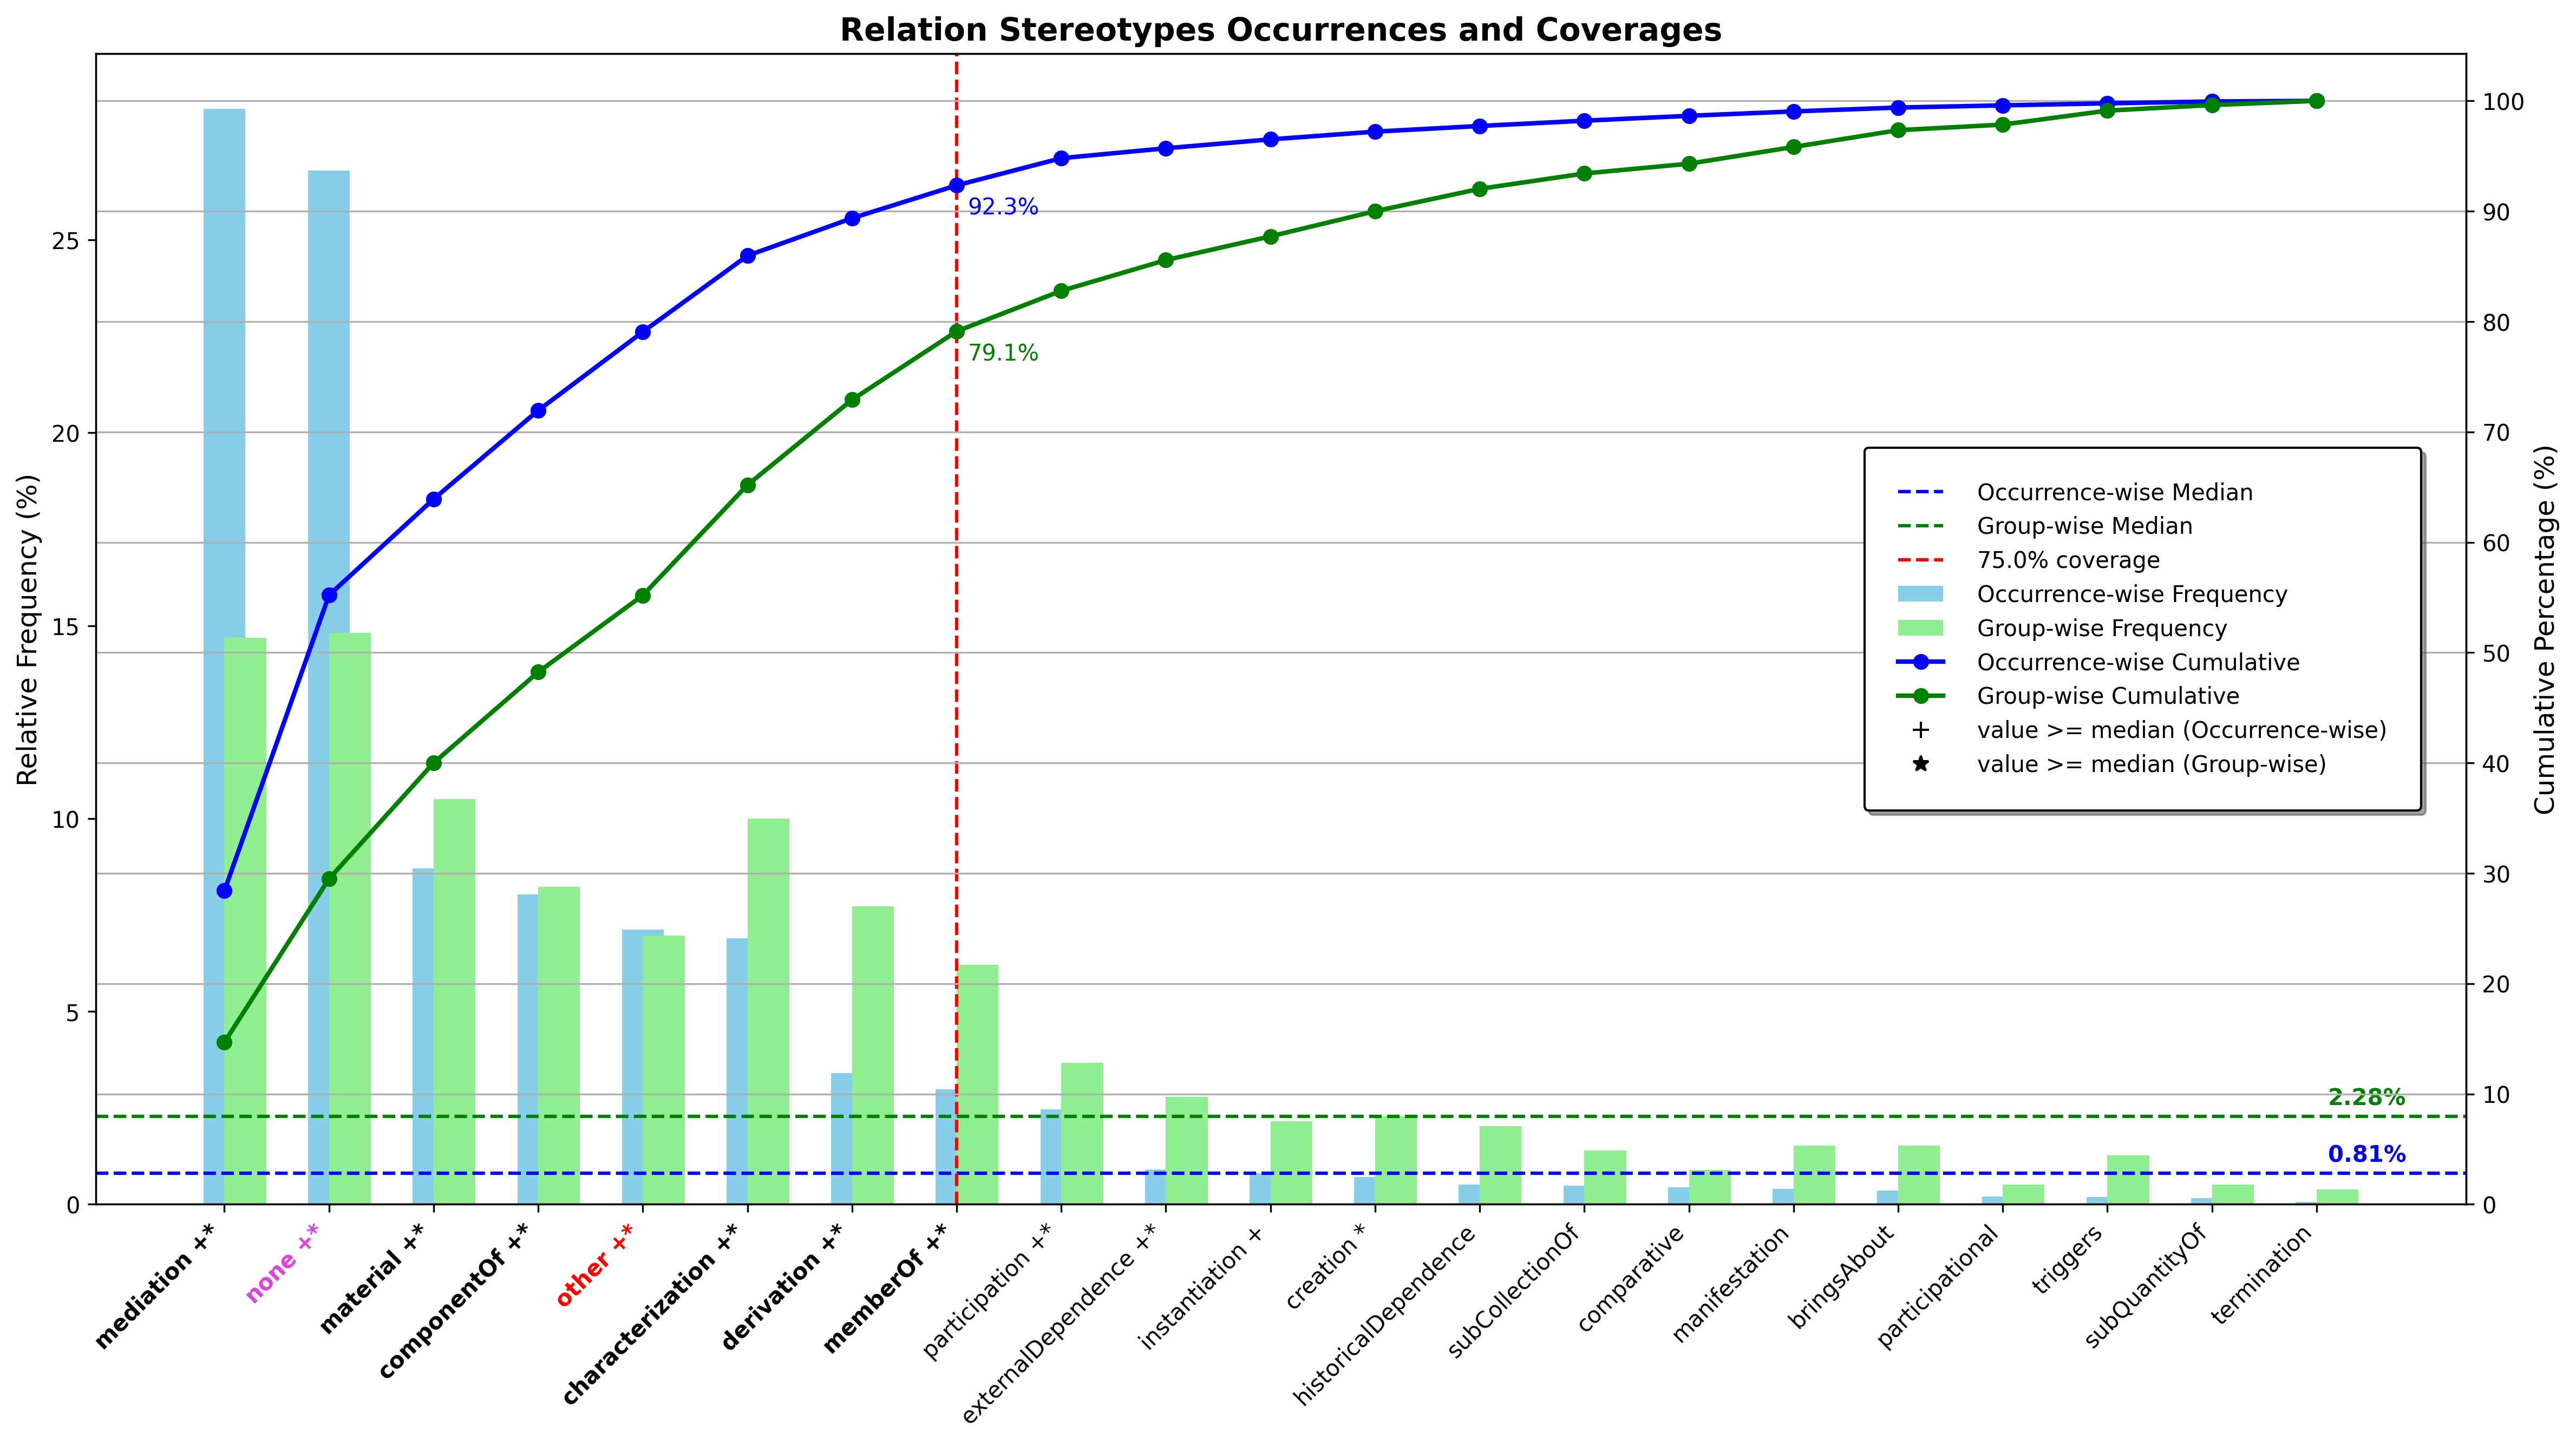 Relation Stereotypes Occurrences and Coverages
Relative Frequency (%)
25
20
15
10
5
0
100
90
80
70
60
50
40
30
20
10
0
Cumulative Percentage (%)
92.3%
79.1%
Occurrence-wise Median
Group-wise Median
75.0% coverage
Occurrence-wise Frequency
Group-wise Frequency
Occurrence-wise Cumulative
Group-wise Cumulative
value >= median (Occurrence-wise)
value >= median (Group-wise)
2.28%
0.81%
mediation +*
none +*
material +*
componentOf +*
other +*
characterization +*
derivation +*
memberOf +*
participation +*
externalDependence +*
instantiation +
creation *
historicalDependence
subCollectionOf
comparative
manifestation
bringsAbout
participational
triggers
subQuantityOf
termination